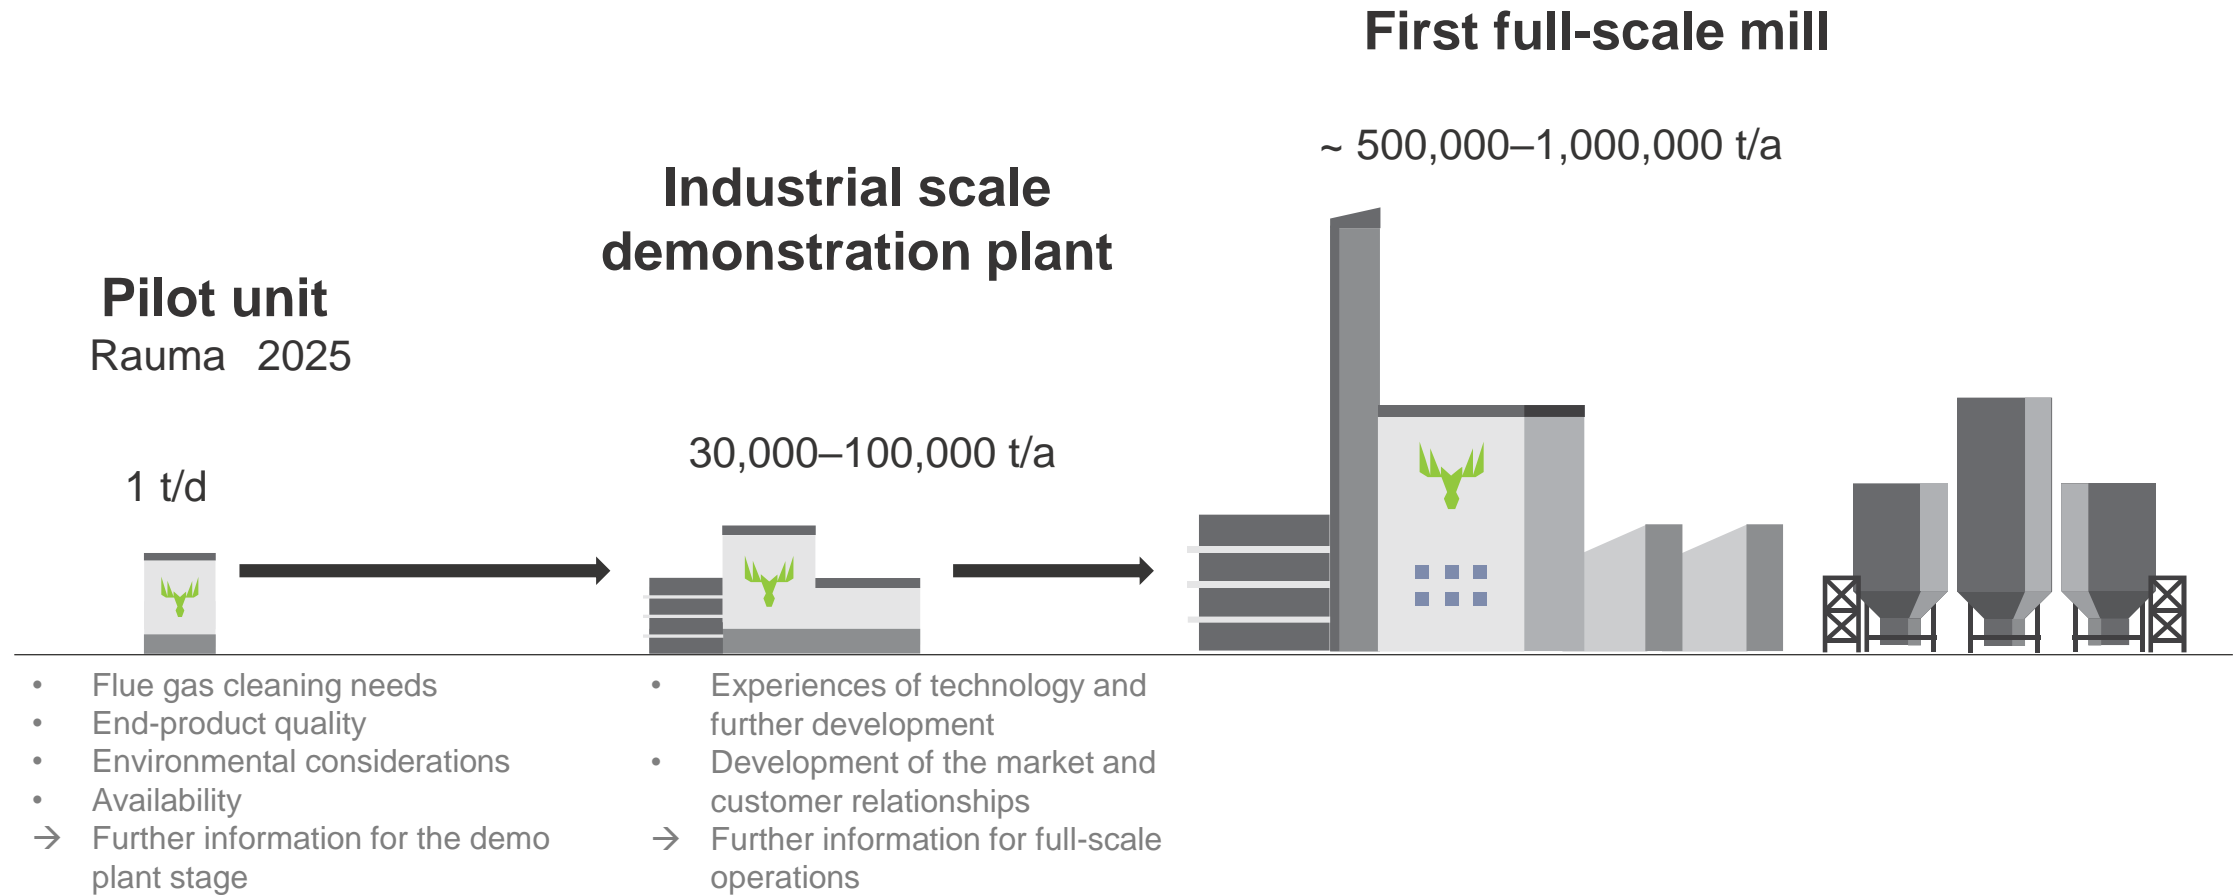 First full-scale mill
~ 500,000–1,000,000 t/a
Industrial scale
demonstration plant
30,000–100,000 t/a
Pilot unit
Rauma 2025
1 t/d
• Flue gas cleaning needs
• End-product quality
• Environmental considerations
• Availability
→ Further information for the demo
plant stage
• Experiences of technology and
further development
• Development of the market and
customer relationships
→ Further information for full-scale
operations